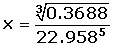 x = ∛0.3688 / 22.958⁵